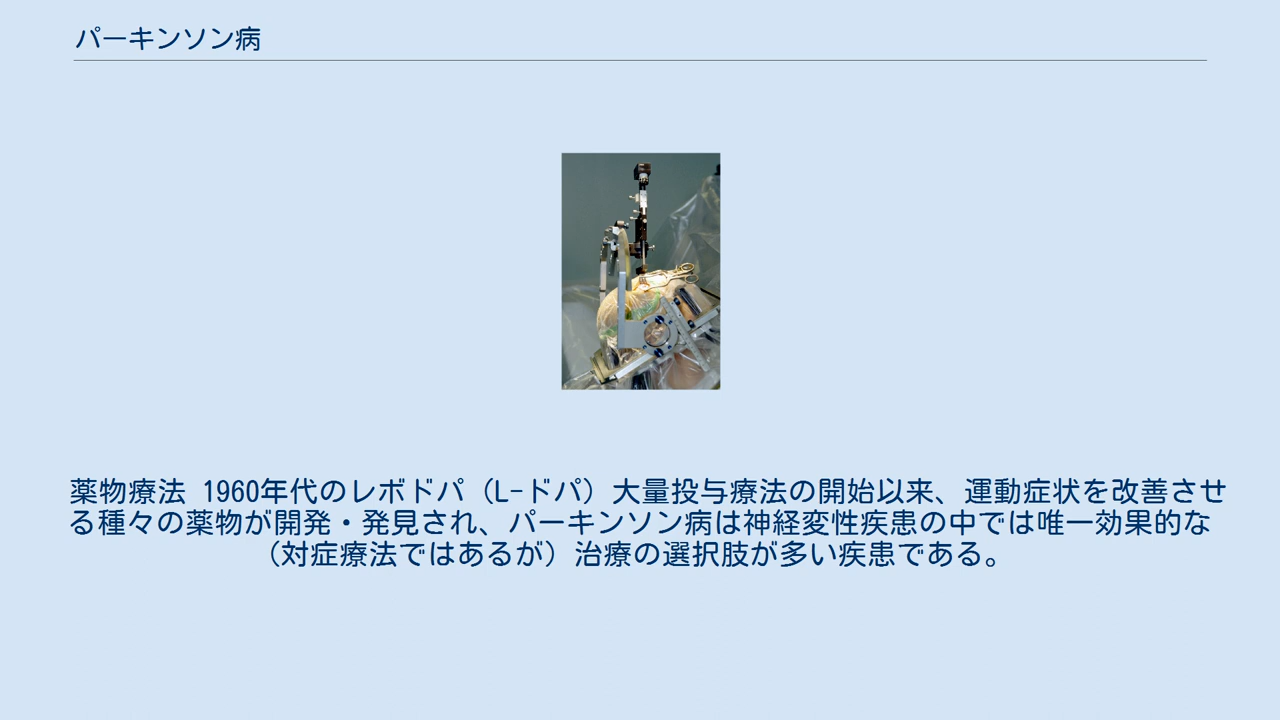 パーキンソン病
薬物療法 1960年代のレボドパ（L-ドパ）大量投与療法の開始以来、運動症状を改善させ
る種々の薬物が開発・発見され、パーキンソン病は神経変性疾患の中では唯一効果的な
（対症療法ではあるが）治療の選択肢が多い疾患である。